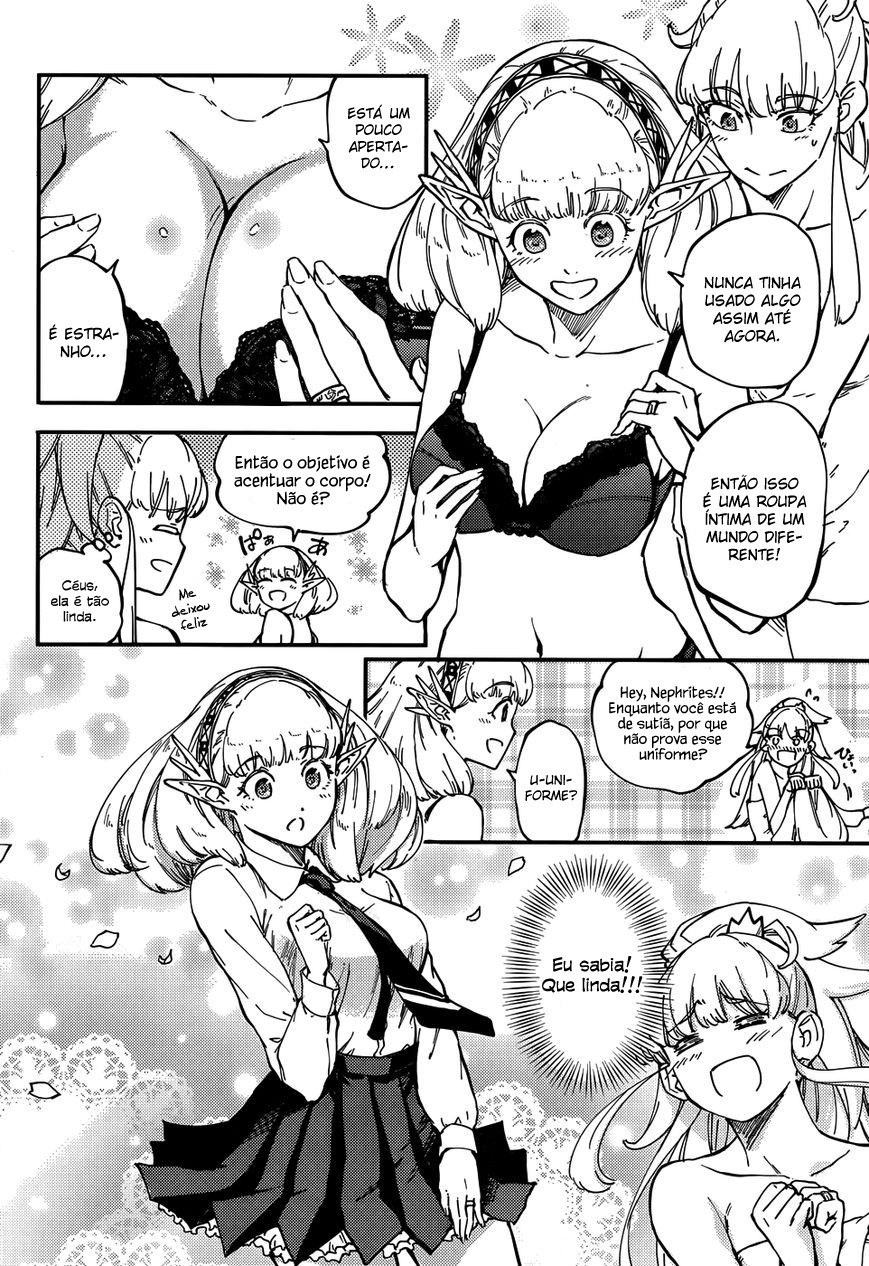 NUNCA TINHA
USADO ALGO
ASSIM ATÉ
AGORA.
ENTÃO ISSO
É UMA ROUPA
ÍNTIMA DE UM
MUNDO DIFE-
RENTE!
ESTÁ UM
POUCO
APERTA-
DO...
É ESTRA-
NHO...
Então o objetivo é
acentuar o corpo!
Não é?
ぱぁぁ
Me
deixou
feliz
Céus,
ela é tão
linda.
Hey, Nephrites!!
Enquanto você está
de sutiã, por que
não prova esse
uniforme?
U-UNI-
FORME?
Eu sabia!
Que linda!!!